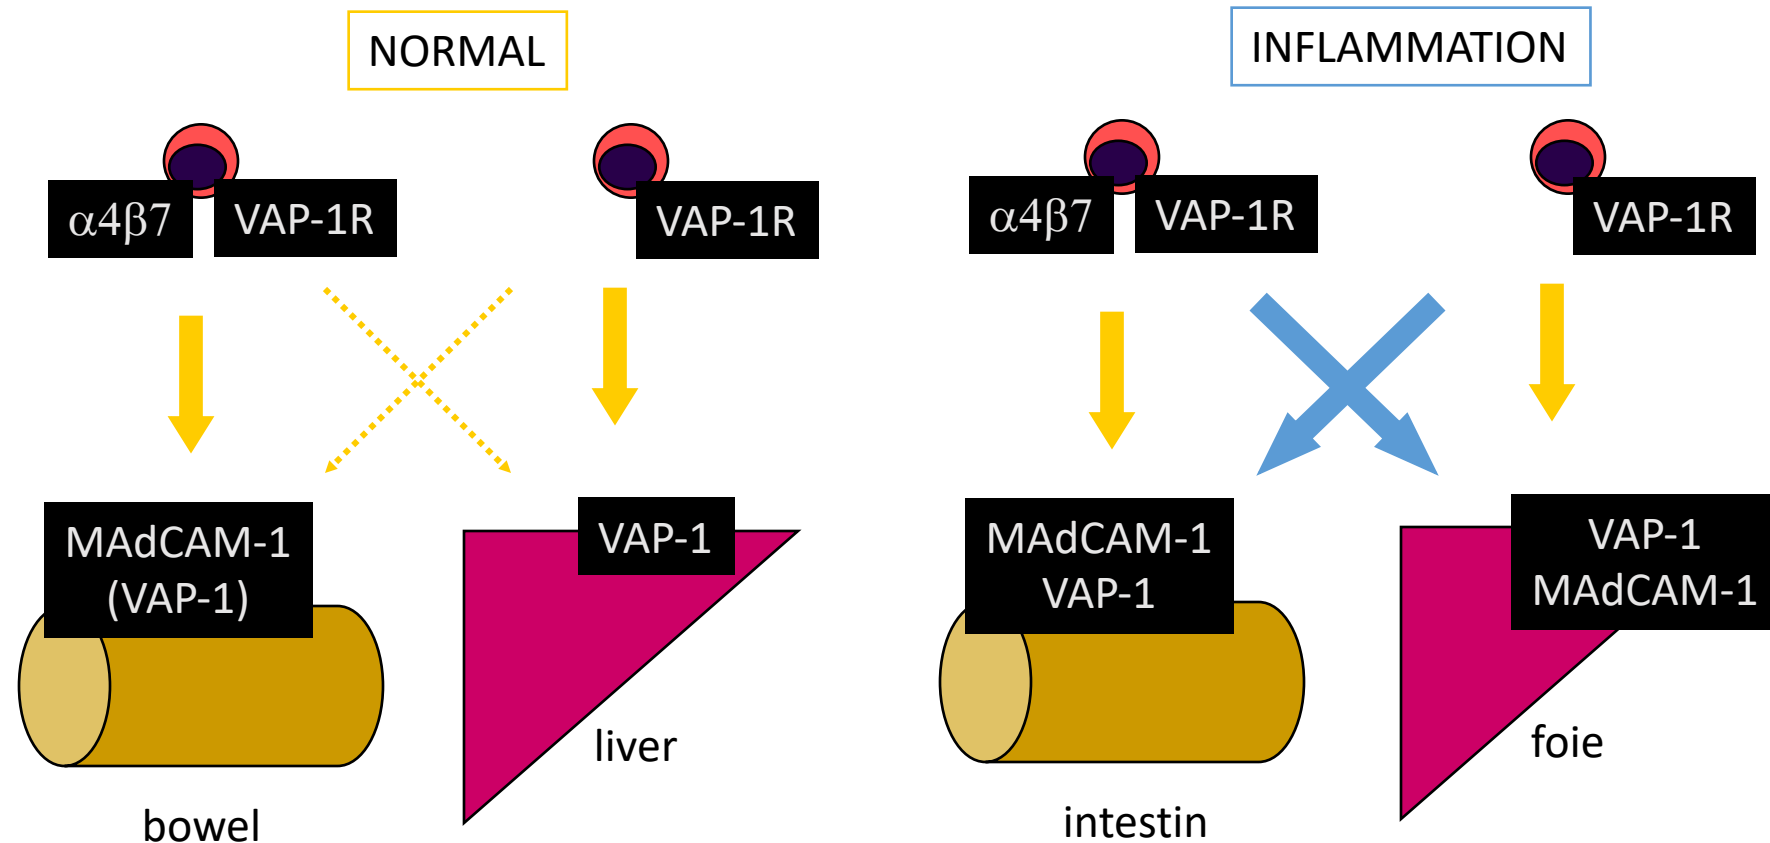 NORMAL
INFLAMMATION
α4β7
VAP-1R
VAP-1R
α4β7
VAP-1R
VAP-1R
MAdCAM-1
(VAP-1)
VAP-1
MAdCAM-1
VAP-1
VAP-1
MAdCAM-1
liver
foie
bowel
intestin